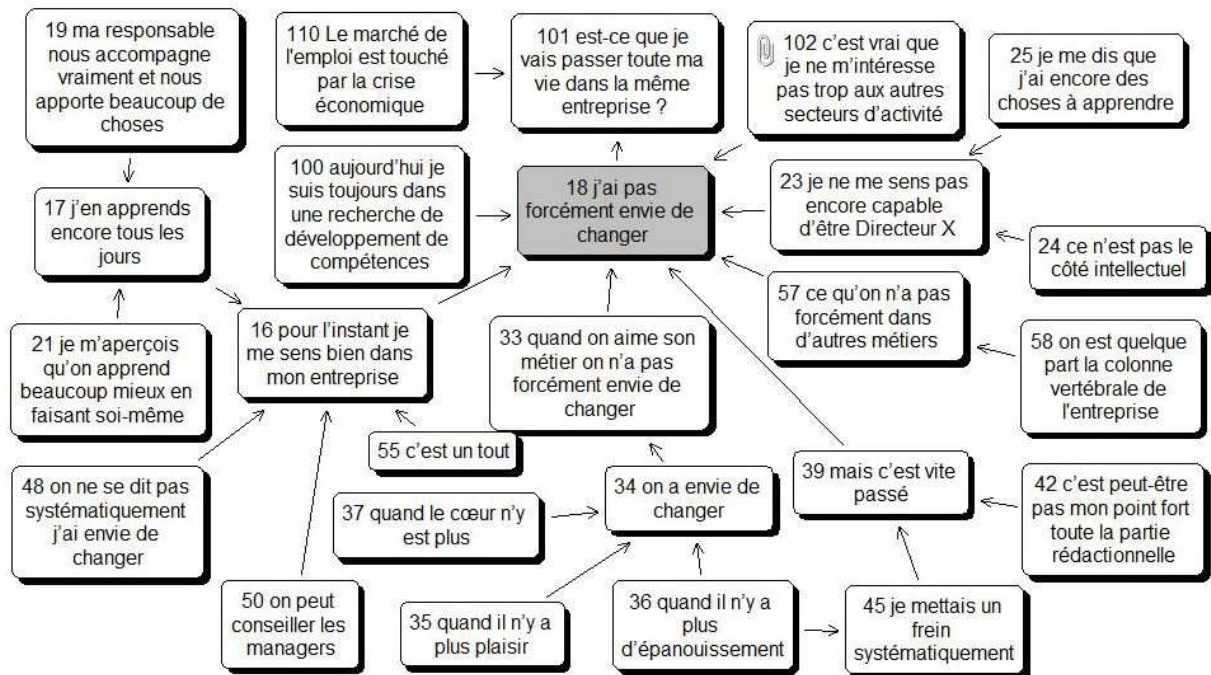 19 ma responsable
nous accompagne
vraiment et nous
apporte beaucoup de
choses
110 Le marché de
l'emploi est touché
par la crise
économique
101 est-ce que je
vais passer toute ma
vie dans la même
entreprise ?
102 c’est vrai que
je ne m’intéresse
pas trop aux autres
secteurs d’activité
25 je me dis que
j’ai encore des
choses à apprendre
17 j’en apprends
encore tous les
jours
100 aujourd’hui je
suis toujours dans
une recherche de
développement de
compétences
18 j’ai pas
forcément envie de
changer
23 je ne me sens pas
encore capable
d’être Directeur X
24 ce n’est pas le
côté intellectuel
21 je m’aperçois
qu’on apprend
beaucoup mieux en
faisant soi-même
16 pour l’instant je
me sens bien dans
mon entreprise
33 quand on aime son
métier on n’a pas
forcément envie de
changer
57 ce qu’on n’a pas
forcément dans
d’autres métiers
58 on est quelque
part la colonne
vertébrale de
l'entreprise
55 c’est un tout
48 on ne se dit pas
systématiquement
j’ai envie de
changer
37 quand le cœur n’y
est plus
34 on a envie de
changer
39 mais c’est vite
passé
42 c’est peut-être
pas mon point fort
toute la partie
rédactionnelle
50 on peut
conseiller les
managers
35 quand il n’y a
plus plaisir
36 quand il n’y a
plus
d’épanouissement
45 je mettais un
frein
systématiquement